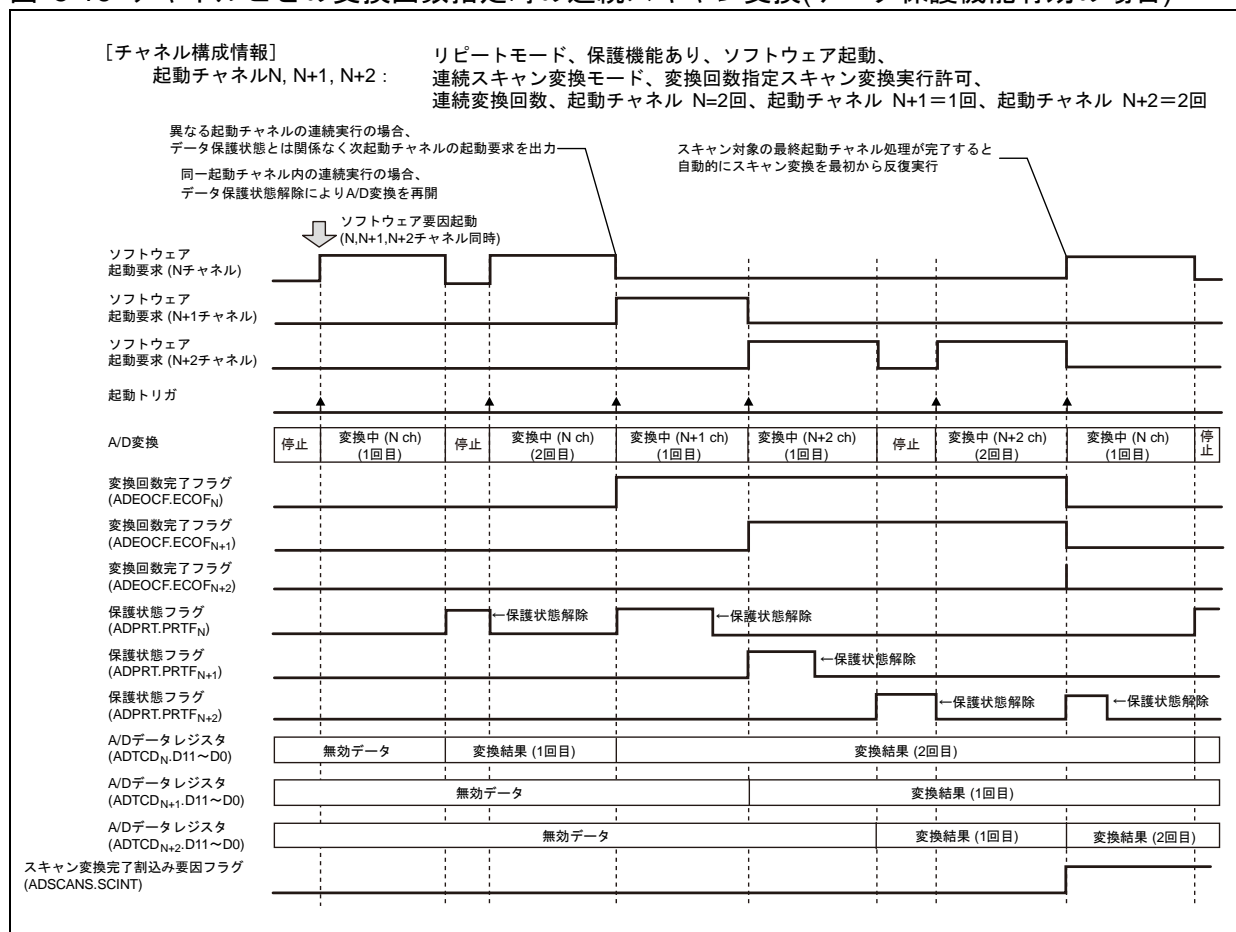 [チャネル構成情報]
起動チャネルN, N+1, N+2 :
リピートモード、保護機能あり、ソフトウェア起動、
連続スキャン変換モード、変換回数指定スキャン変換実行許可、
連続変換回数、起動チャネル N=2回、起動チャネル N+1＝1回、起動チャネル N+2＝2回
異なる起動チャネルの連続実行の場合、
データ保護状態とは関係なく次起動チャネルの起動要求を出力
同一起動チャネル内の連続実行の場合、
データ保護状態解除によりA/D変換を再開
スキャン対象の最終起動チャネル処理が完了すると
自動的にスキャン変換を最初から反復実行
ソフトウェア要因起動
(N,N+1,N+2チャネル同時)
ソフトウェア
起動要求 (Nチャネル)
ソフトウェア
起動要求 (N+1チャネル)
ソフトウェア
起動要求 (N+2チャネル)
起動トリガ
A/D変換
停止
変換中 (N ch)
(1回目)
停止
変換中 (N ch)
(2回目)
変換中 (N+1 ch)
(1回目)
変換中 (N+2 ch)
(1回目)
停止
変換中 (N+2 ch)
(2回目)
変換中 (N ch)
(1回目)
停
止
変換回数完了フラグ
(ADEOCF.ECOFN)
変換回数完了フラグ
(ADEOCF.ECOFN+1)
変換回数完了フラグ
(ADEOCF.ECOFN+2)
保護状態フラグ
(ADPRT.PRTFN)
←保護状態解除
←保護状態解除
保護状態フラグ
(ADPRT.PRTFN+1)
←保護状態解除
保護状態フラグ
(ADPRT.PRTFN+2)
←保護状態解除
←保護状態解除
A/Dデータレジスタ
(ADTCDN.D11～D0)
無効データ
変換結果 (1回目)
変換結果 (2回目)
A/Dデータレジスタ
(ADTCDN+1.D11～D0)
無効データ
変換結果 (1回目)
A/Dデータレジスタ
(ADTCDN+2.D11～D0)
無効データ
変換結果 (1回目)
変換結果 (2回目)
スキャン変換完了割込み要因フラグ
(ADSCANS.SCINT)